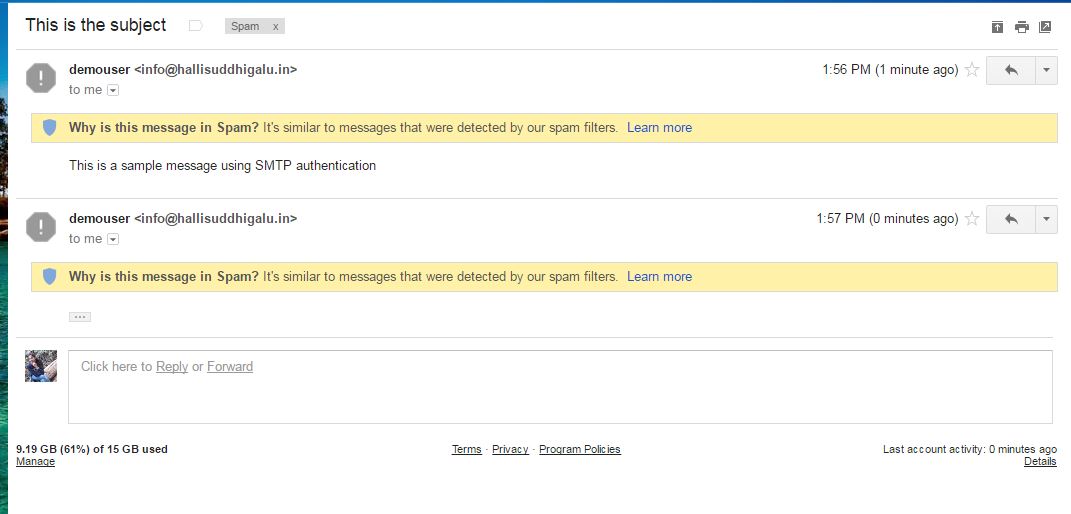 This is the subject Spam x
demouser <info@hallisuddhigalu.in> 1:56 PM (1 minute ago)
to me
Why is this message in Spam? It's similar to messages that were detected by our spam filters. Learn more
This is a sample message using SMTP authentication
demouser <info@hallisuddhigalu.in> 1:57 PM (0 minutes ago)
to me
Why is this message in Spam? It's similar to messages that were detected by our spam filters. Learn more
Click here to Reply or Forward
9.19 GB (61%) of 15 GB used Terms · Privacy · Program Policies Last account activity: 0 minutes ago
Manage Details